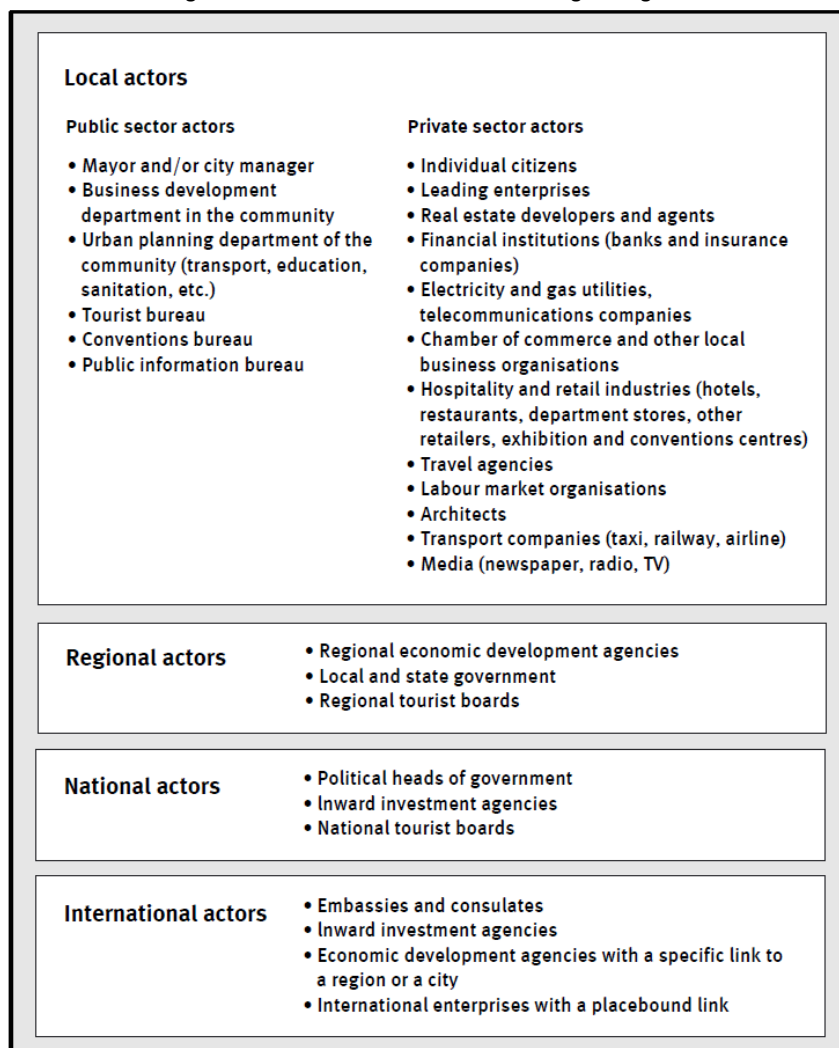 Local actors
Public sector actors
• Mayor and/or city manager
• Business development
department in the community
• Urban planning department of the
community (transport, education,
sanitation, etc.)
• Tourist bureau
• Conventions bureau
• Public information bureau
Private sector actors
• Individual citizens
• Leading enterprises
• Real estate developers and agents
• Financial institutions (banks and insurance
companies)
• Electricity and gas utilities,
telecommunications companies
• Chamber of commerce and other local
business organisations
• Hospitality and retail industries (hotels,
restaurants, department stores, other
retailers, exhibition and conventions centres)
• Travel agencies
• Labour market organisations
• Architects
• Transport companies (taxi, railway, airline)
• Media (newspaper, radio, TV)
Regional actors
• Regional economic development agencies
• Local and state government
• Regional tourist boards
National actors
• Political heads of government
• Inward investment agencies
• National tourist boards
International actors
• Embassies and consulates
• Inward investment agencies
• Economic development agencies with a specific link to
a region or a city
• International enterprises with a placebound link